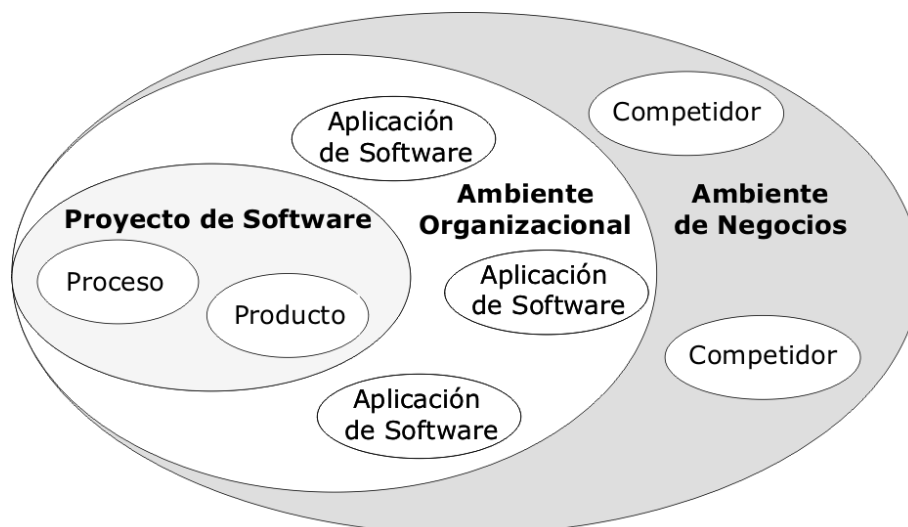 Competidor
Aplicación
de Software
Ambiente
Organizacional
Ambiente
de Negocios
Proyecto de Software
Proceso
Producto
Aplicación
de Software
Competidor
Aplicación
de Software